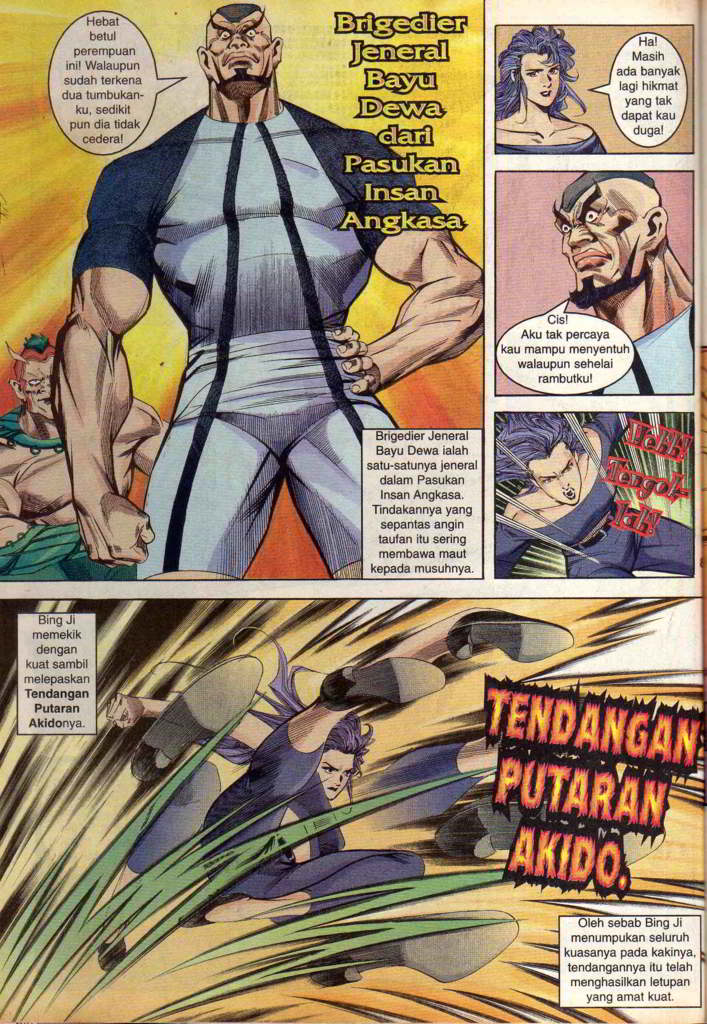 Hebat
betul
perempuan
ini! Walaupun
sudah terkena
dua tumbukan-
ku, sedikit
pun dia tidak
cedera!
Brigedier
Jeneral
Bayu
Dewa
dari
Pasukan
Insan
Angkasa
Brigedier Jeneral
Bayu Dewa ialah
satu-satunya jeneral
dalam Pasukan
Insan Angkasa.
Tindakannya yang
sepantas angin
taufan itu sering
membawa maut
kepada musuhnya.
Ha!
Masih
ada banyak
lagi hikmat
yang tak
dapat kau
duga!
Cis!
Aku tak percaya
kau mampu menyentuh
walaupun sehelai
rambutku!
Hehh!
Tengok-
lah!
Bing Ji
memekik
dengan
kuat sambil
melepaskan
Tendangan
Putaran
Akidonya.
TENDANGAN
PUTARAN
AKIDO.
Oleh sebab Bing Ji
menumpukan seluruh
kuasanya pada kakinya,
tendangannya itu telah
menghasilkan letupan
yang amat kuat.